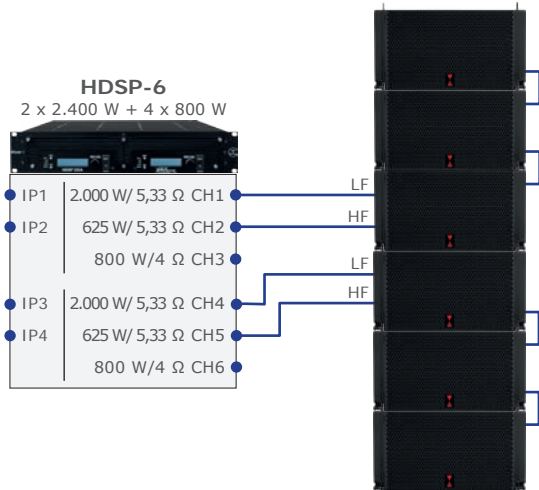 HDSP-6
2 x 2.400 W + 4 x 800 W
IP1 2.000 W/ 5,33 Ω CH1
LF
IP2 625 W/ 5,33 Ω CH2
HF
800 W/4 Ω CH3
LF
IP3 2.000 W/ 5,33 Ω CH4
HF
IP4 625 W/ 5,33 Ω CH5
800 W/4 Ω CH6